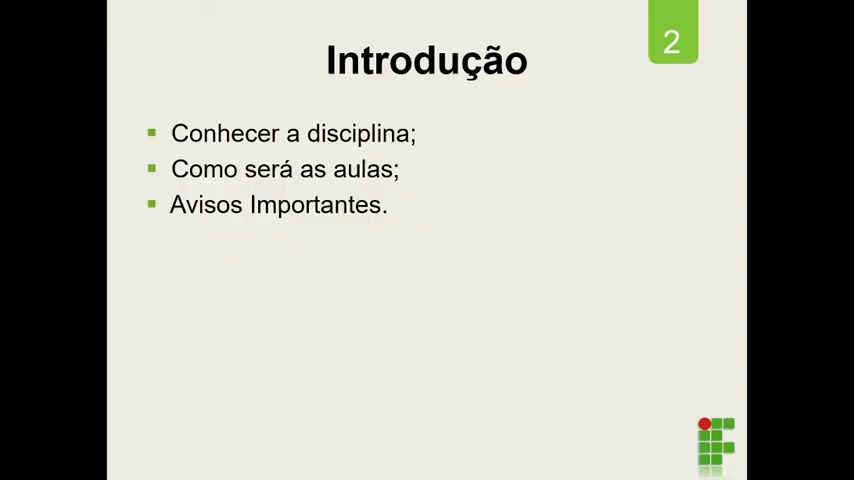 2
Introdução
Conhecer a disciplina;
Como será as aulas;
Avisos Importantes.